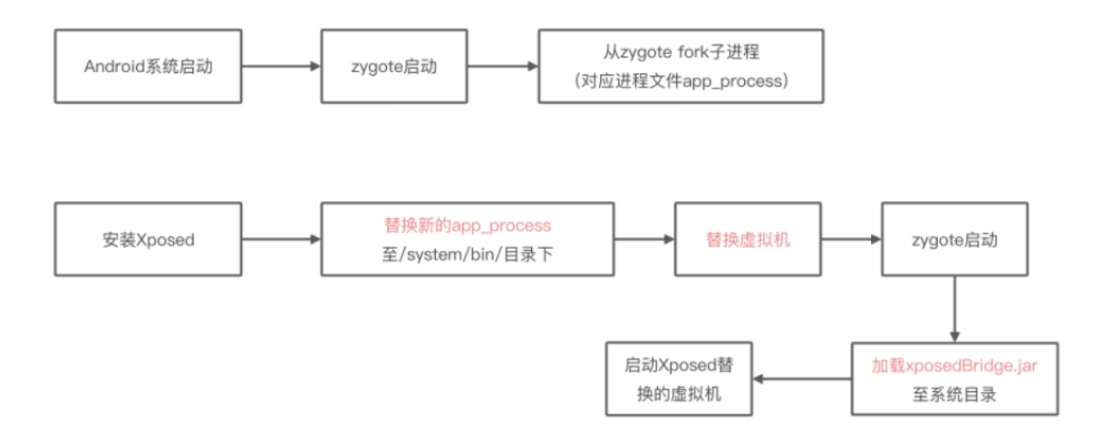 Android系统启动
zygote启动
从zygote fork子进程
（对应进程文件app_process）
安装Xposed
替换新的app_process
至/system/bin/目录下
替换虚拟机
zygote启动
加载xposedBridge.jar
至系统目录
启动Xposed替
换的虚拟机